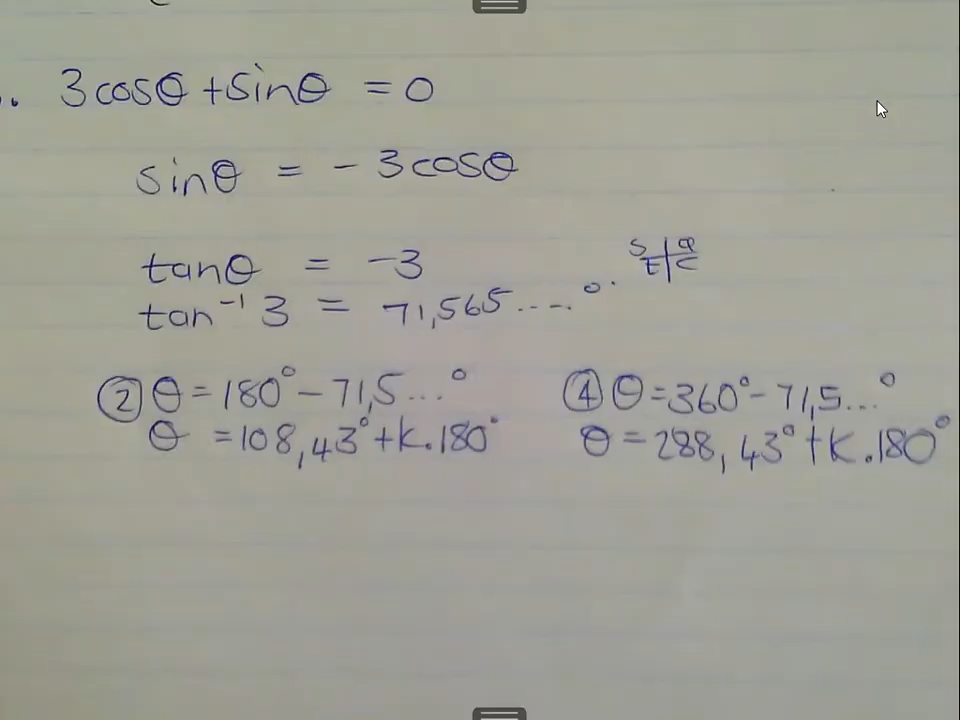 . 3cosθ + sinθ = 0
sinθ = -3cosθ
tanθ = -3
S A
T C
tan⁻¹ 3 = 71,565....°.
② θ = 180° - 71,5...°
θ = 108,43° + K.180°
④ θ = 360° - 71,5...°
θ = 288,43° + K.180°